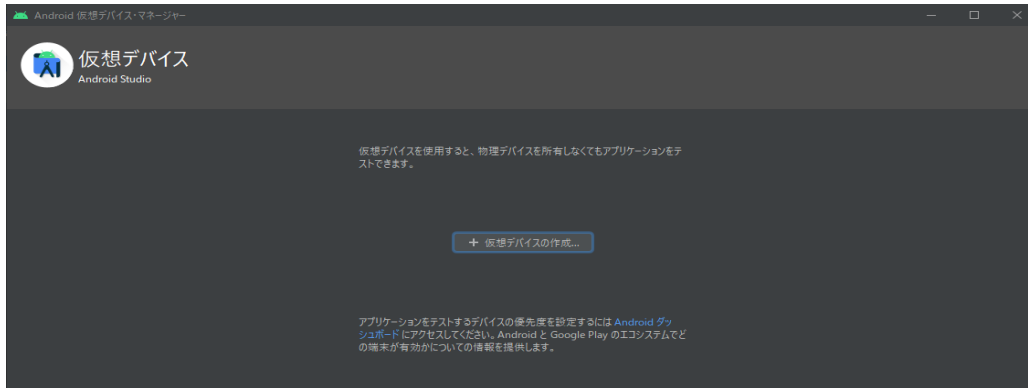 Android 仮想デバイス・マネージャー
仮想デバイス
Android Studio
仮想デバイスを使用すると、物理デバイスを所有しなくてもアプリケーションをテ
ストできます。
+ 仮想デバイスの作成...
アプリケーションをテストするデバイスの優先度を設定するには Android ダッ
シュボード にアクセスしてください。Android と Google Play のエコシステムでど
の端末が有効かについての情報を提供します。